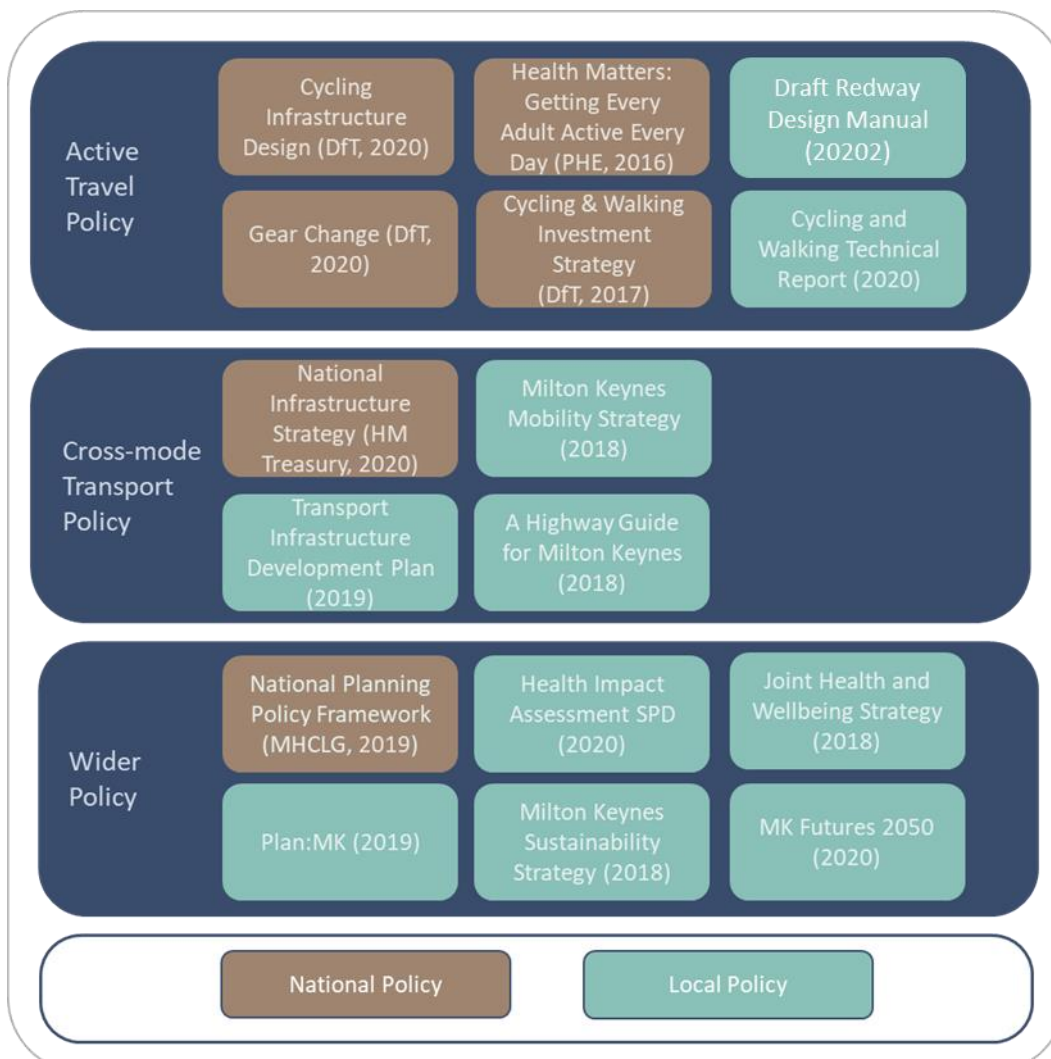 Active
Travel
Policy
Cycling
Infrastructure
Design (DfT, 2020)
Health Matters:
Getting Every
Adult Active Every
Day (PHE, 2016)
Draft Redway
Design Manual
(20202)
Gear Change (DfT,
2020)
Cycling & Walking
Investment
Strategy
(DfT, 2017)
Cycling and
Walking Technical
Report (2020)
Cross-mode
Transport
Policy
National
Infrastructure
Strategy (HM
Treasury, 2020)
Milton Keynes
Mobility Strategy
(2018)
Transport
Infrastructure
Development Plan
(2019)
A Highway Guide
for Milton Keynes
(2018)
Wider
Policy
National Planning
Policy Framework
(MHCLG, 2019)
Health Impact
Assessment SPD
(2020)
Joint Health and
Wellbeing Strategy
(2018)
Plan:MK (2019)
Milton Keynes
Sustainability
Strategy (2018)
MK Futures 2050
(2020)
National Policy
Local Policy